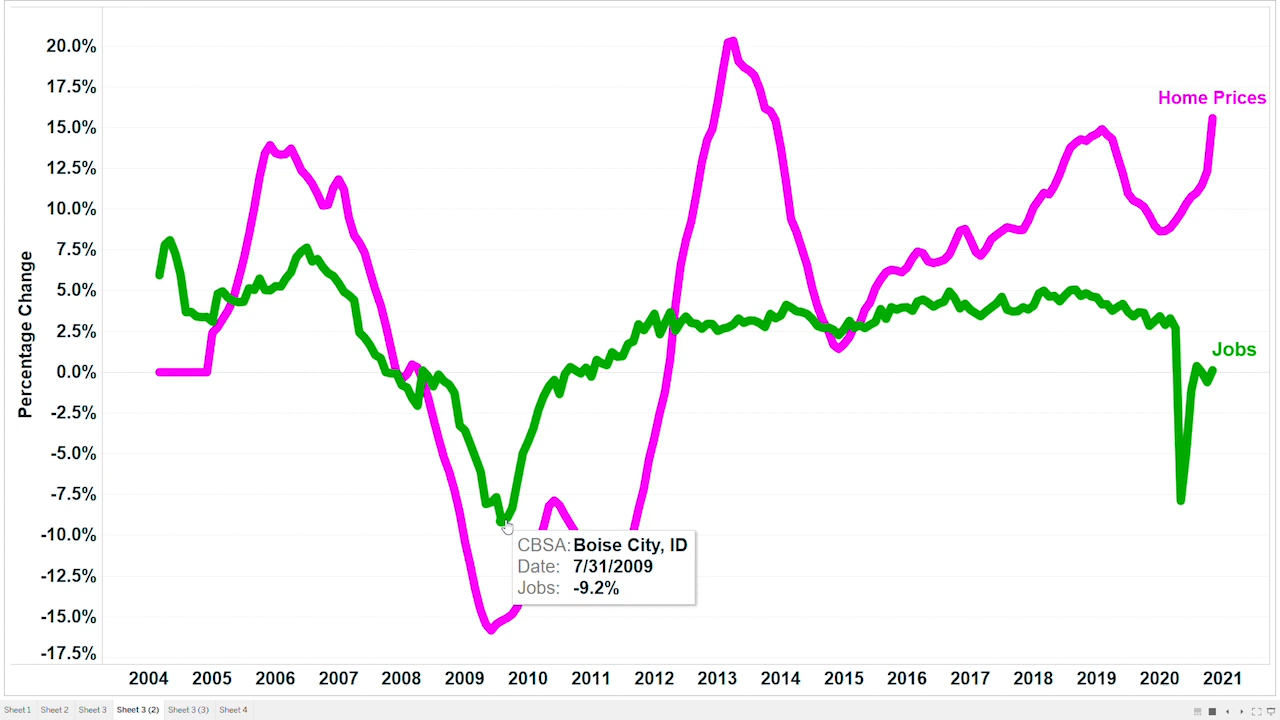 20.0%
17.5%
15.0%
12.5%
10.0%
7.5%
5.0%
2.5%
0.0%
-2.5%
-5.0%
-7.5%
-10.0%
-12.5%
-15.0%
-17.5%
Percentage Change
Home Prices
Jobs
CBSA: Boise City, ID
Date: 7/31/2009
Jobs: -9.2%
2004 2005 2006 2007 2008 2009 2010 2011 2012 2013 2014 2015 2016 2017 2018 2019 2020 2021
Sheet 1 Sheet 2 Sheet 3 Sheet 3 (2) Sheet 3 (3) Sheet 4